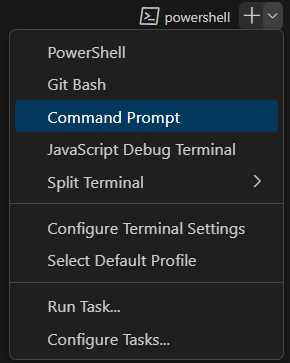 powershell
PowerShell
Git Bash
Command Prompt
JavaScript Debug Terminal
Split Terminal
Configure Terminal Settings
Select Default Profile
Run Task...
Configure Tasks...